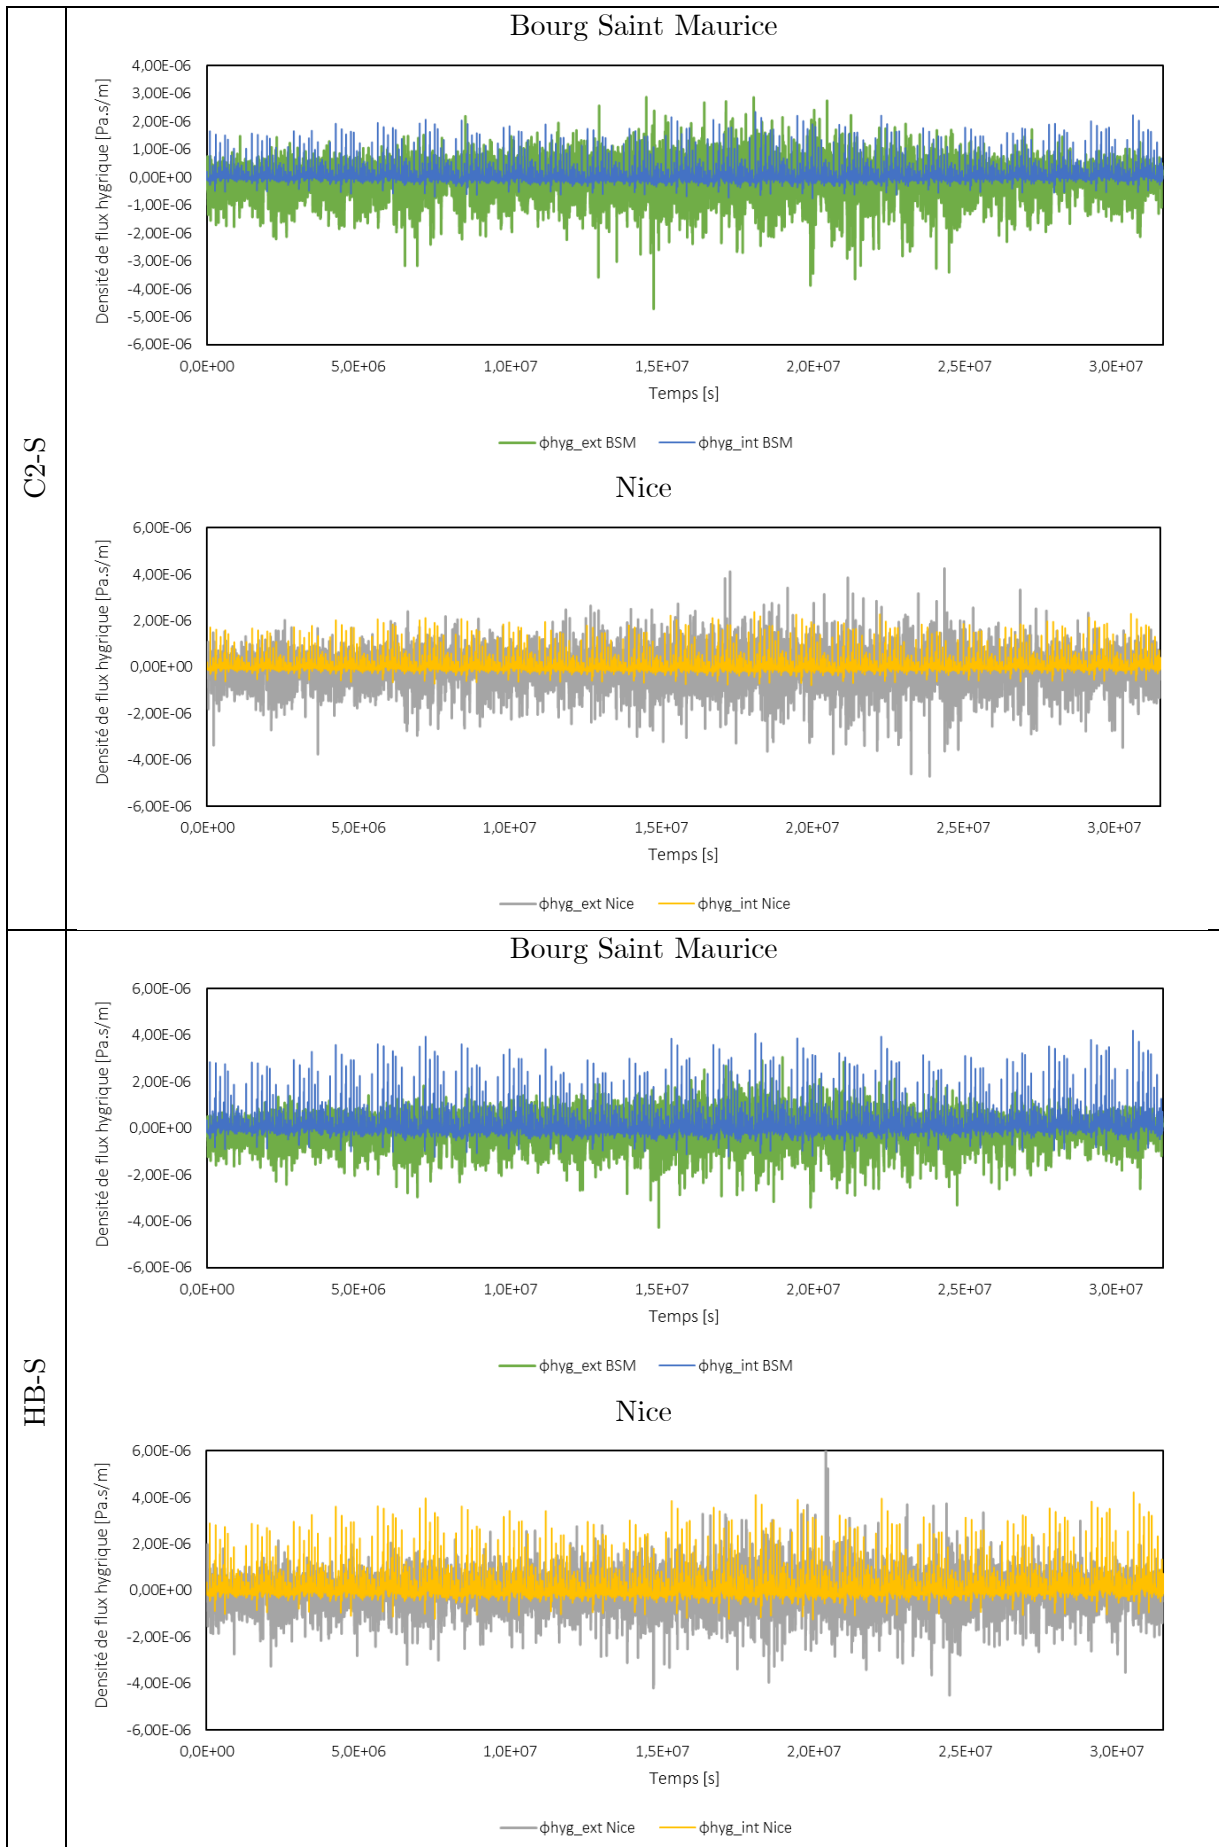 C2-S
Bourg Saint Maurice
Densité de flux hygrique [Pa.s/m]
4,00E-06
3,00E-06
2,00E-06
1,00E-06
0,00E+00
-1,00E-06
-2,00E-06
-3,00E-06
-4,00E-06
-5,00E-06
-6,00E-06
0,0E+00 5,0E+06 1,0E+07 1,5E+07 2,0E+07 2,5E+07 3,0E+07
Temps [s]
ϕhyg_ext BSM ϕhyg_int BSM
Nice
Densité de flux hygrique [Pa.s/m]
6,00E-06
4,00E-06
2,00E-06
0,00E+00
-2,00E-06
-4,00E-06
-6,00E-06
0,0E+00 5,0E+06 1,0E+07 1,5E+07 2,0E+07 2,5E+07 3,0E+07
Temps [s]
ϕhyg_ext Nice ϕhyg_int Nice
HB-S
Bourg Saint Maurice
Densité de flux hygrique [Pa.s/m]
6,00E-06
4,00E-06
2,00E-06
0,00E+00
-2,00E-06
-4,00E-06
-6,00E-06
0,0E+00 5,0E+06 1,0E+07 1,5E+07 2,0E+07 2,5E+07 3,0E+07
Temps [s]
ϕhyg_ext BSM ϕhyg_int BSM
Nice
Densité de flux hygrique [Pa.s/m]
6,00E-06
4,00E-06
2,00E-06
0,00E+00
-2,00E-06
-4,00E-06
-6,00E-06
0,0E+00 5,0E+06 1,0E+07 1,5E+07 2,0E+07 2,5E+07 3,0E+07
Temps [s]
ϕhyg_ext Nice ϕhyg_int Nice